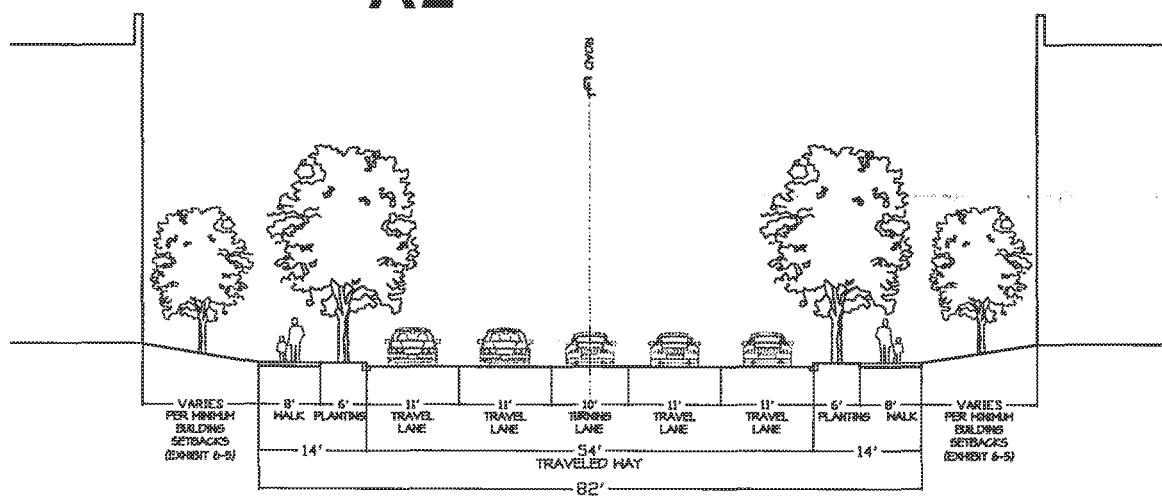 ROAD CL
VARIES
PER MINIMUM
BUILDING
SETBACKS
(EXHIBIT 6-5)
8'
WALK
6'
PLANTING
11'
TRAVEL
LANE
11'
TRAVEL
LANE
10'
TURNING
LANE
11'
TRAVEL
LANE
11'
TRAVEL
LANE
6'
PLANTING
8'
WALK
VARIES
PER MINIMUM
BUILDING
SETBACKS
(EXHIBIT 6-5)
14'
54'
TRAVELED WAY
14'
82'